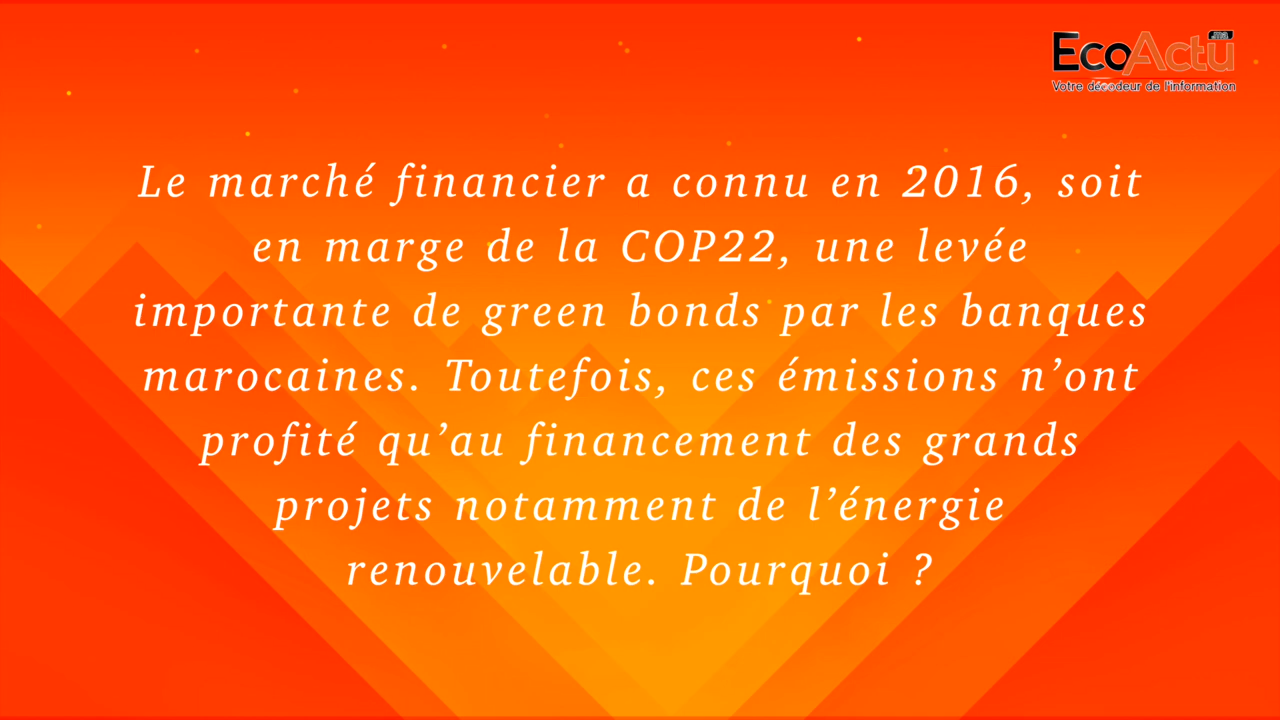 EcoActu.ma
Votre décodeur de l'information
Le marché financier a connu en 2016, soit
en marge de la COP22, une levée
importante de green bonds par les banques
marocaines. Toutefois, ces émissions n’ont
profité qu’au financement des grands
projets notamment de l’énergie
renouvelable. Pourquoi ?